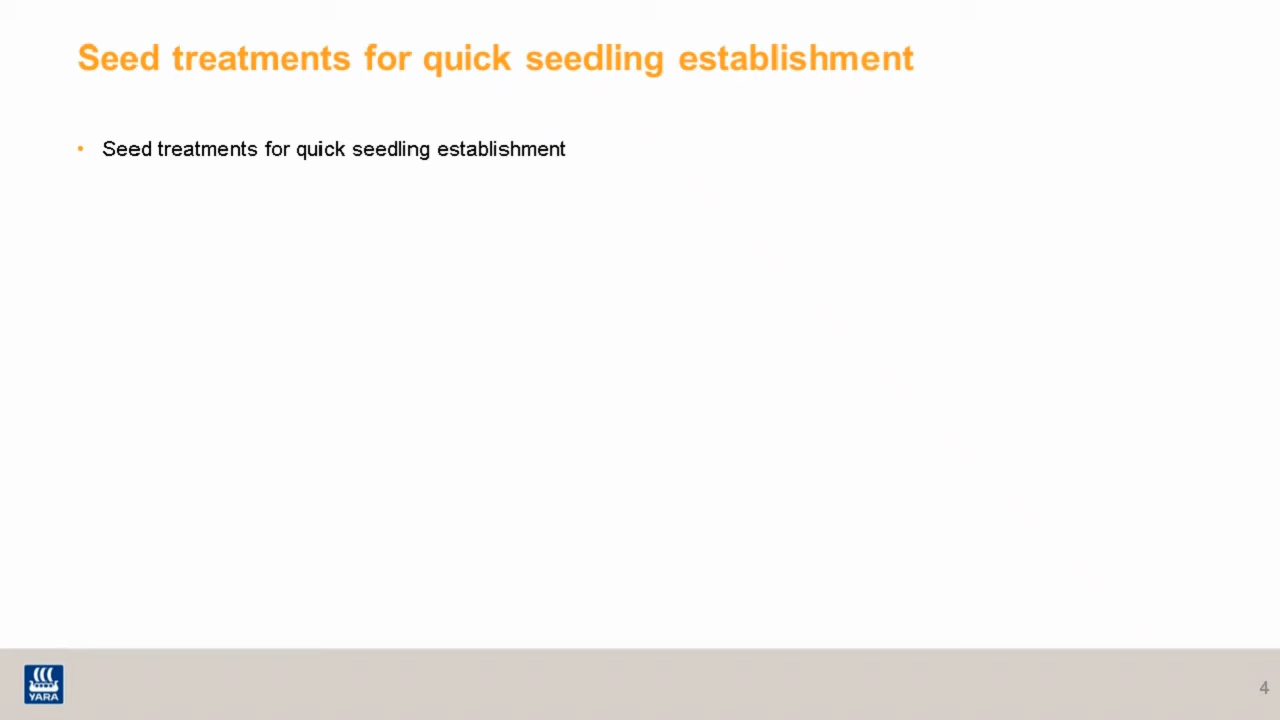 Seed treatments for quick seedling establishment
• Seed treatments for quick seedling establishment
YARA
4